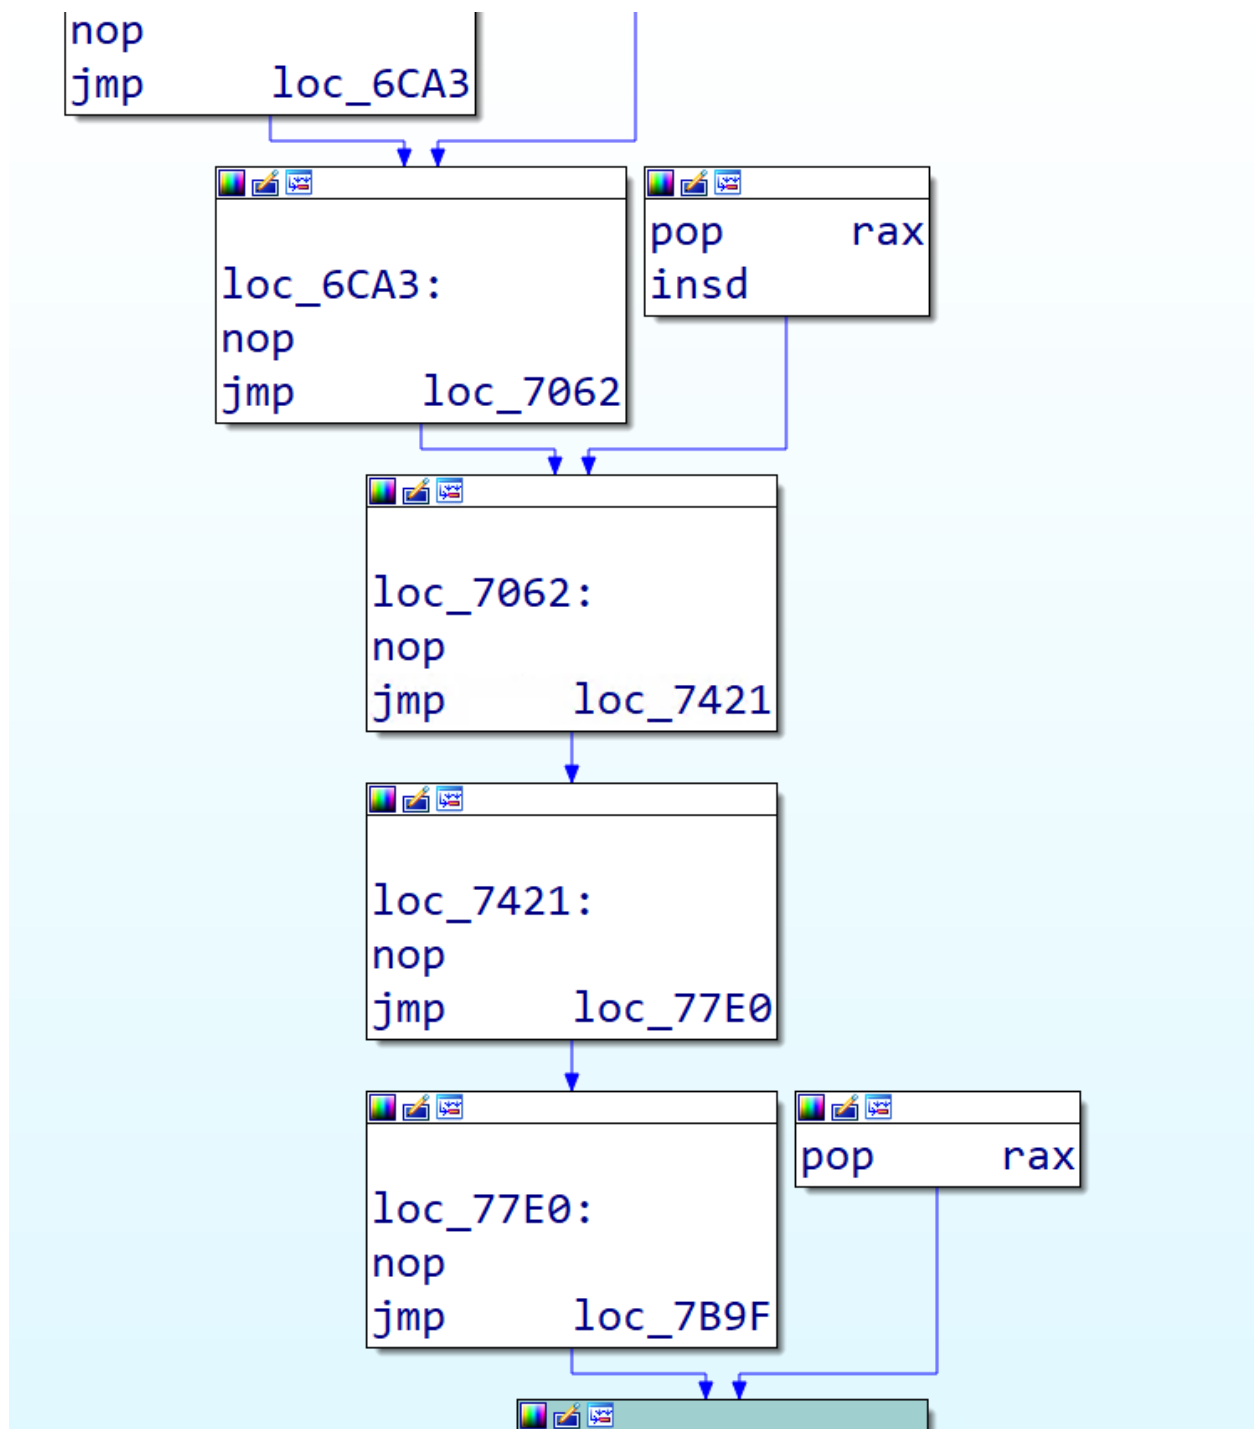 nop
jmp loc_6CA3
loc_6CA3:
nop
jmp loc_7062
pop rax
insd
loc_7062:
nop
jmp loc_7421
loc_7421:
nop
jmp loc_77E0
loc_77E0:
nop
jmp loc_7B9F
pop rax